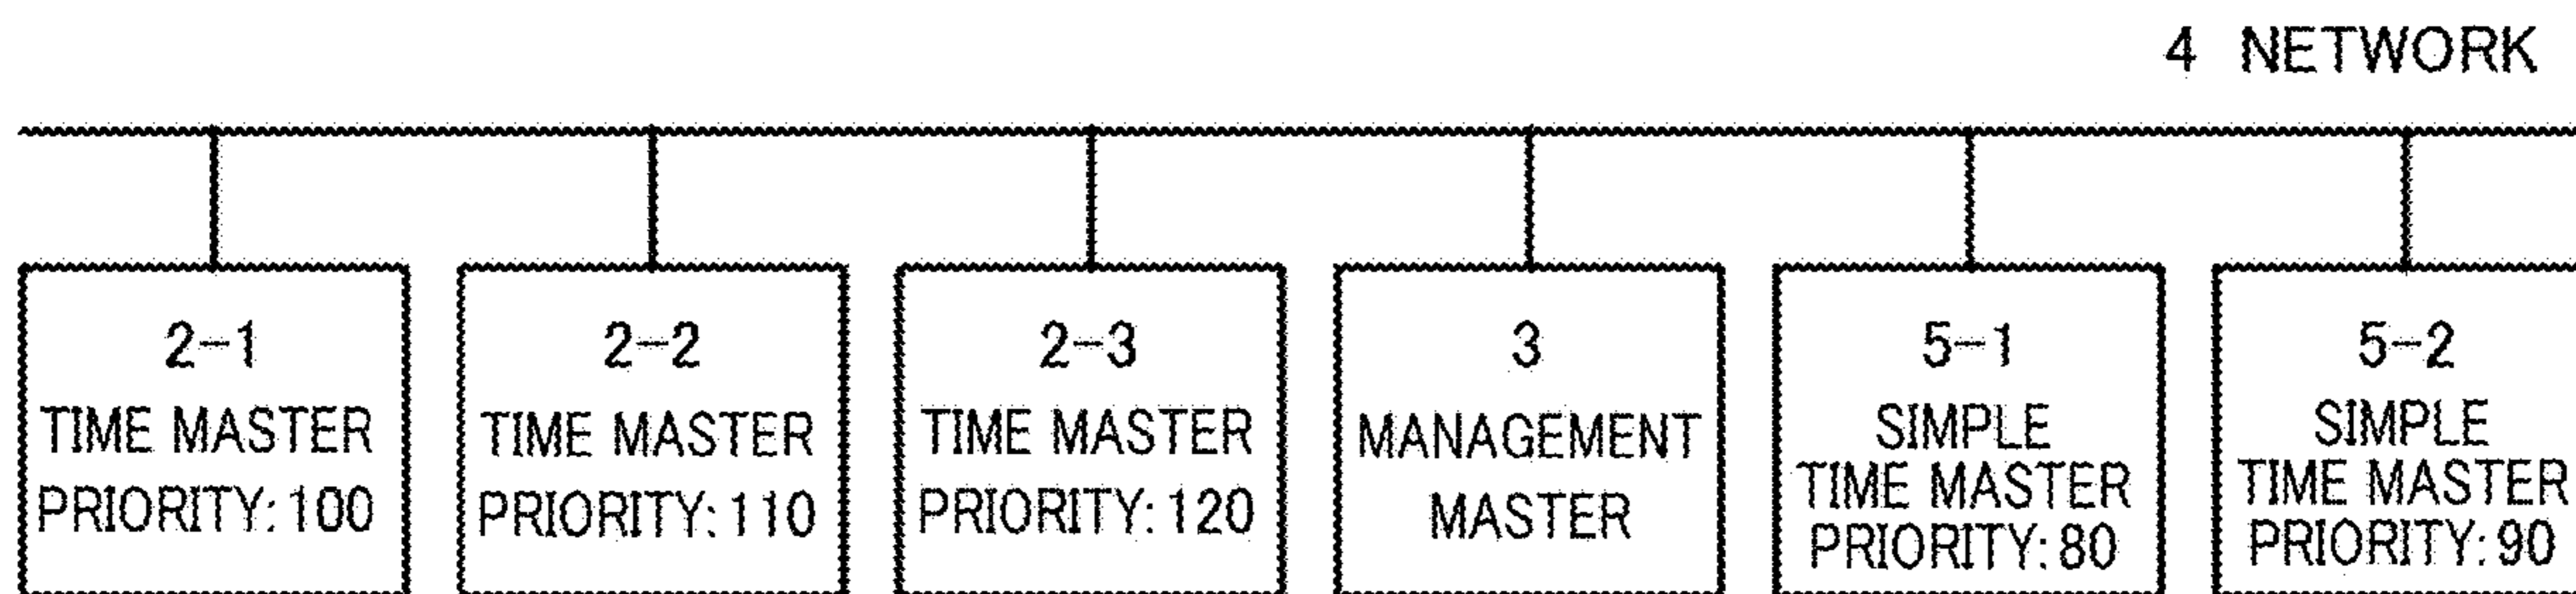 4 NETWORK
2-1
TIME MASTER
PRIORITY:100
2-2
TIME MASTER
PRIORITY:110
2-3
TIME MASTER
PRIORITY:120
3
MANAGEMENT
MASTER
5-1
SIMPLE
TIME MASTER
PRIORITY:80
5-2
SIMPLE
TIME MASTER
PRIORITY:90